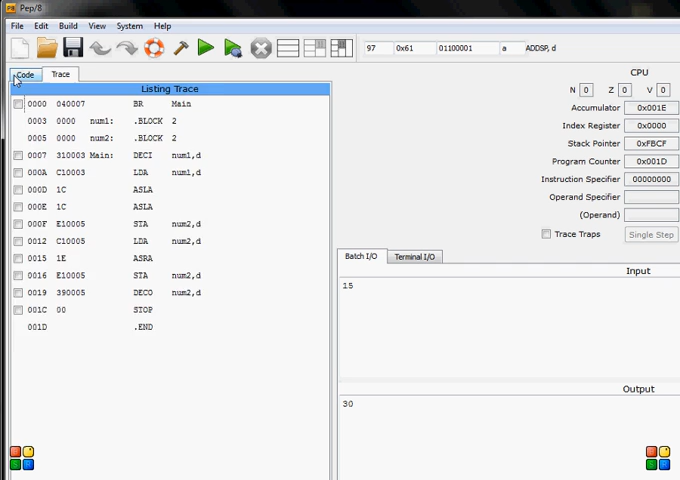 Pep/8
File Edit Build View System Help
97 0x61 01100001 a ADDSP, d
Code Trace
Listing Trace
0000 040007 BR Main
0003 0000 num1: .BLOCK 2
0005 0000 num2: .BLOCK 2
0007 310003 Main: DECI num1,d
000A C10003 LDA num1,d
000D 1C ASLA
000E 1C ASLA
000F E10005 STA num2,d
0012 C10005 LDA num2,d
0015 1E ASRA
0016 E10005 STA num2,d
0019 390005 DECO num2,d
001C 00 STOP
001D .END
CPU
N 0 Z 0 V 0
Accumulator 0x001E
Index Register 0x0000
Stack Pointer 0xFBCF
Program Counter 0x001D
Instruction Specifier 00000000
Operand Specifier
(Operand)
Trace Traps Single Step
Batch I/O Terminal I/O
Input
15
Output
30